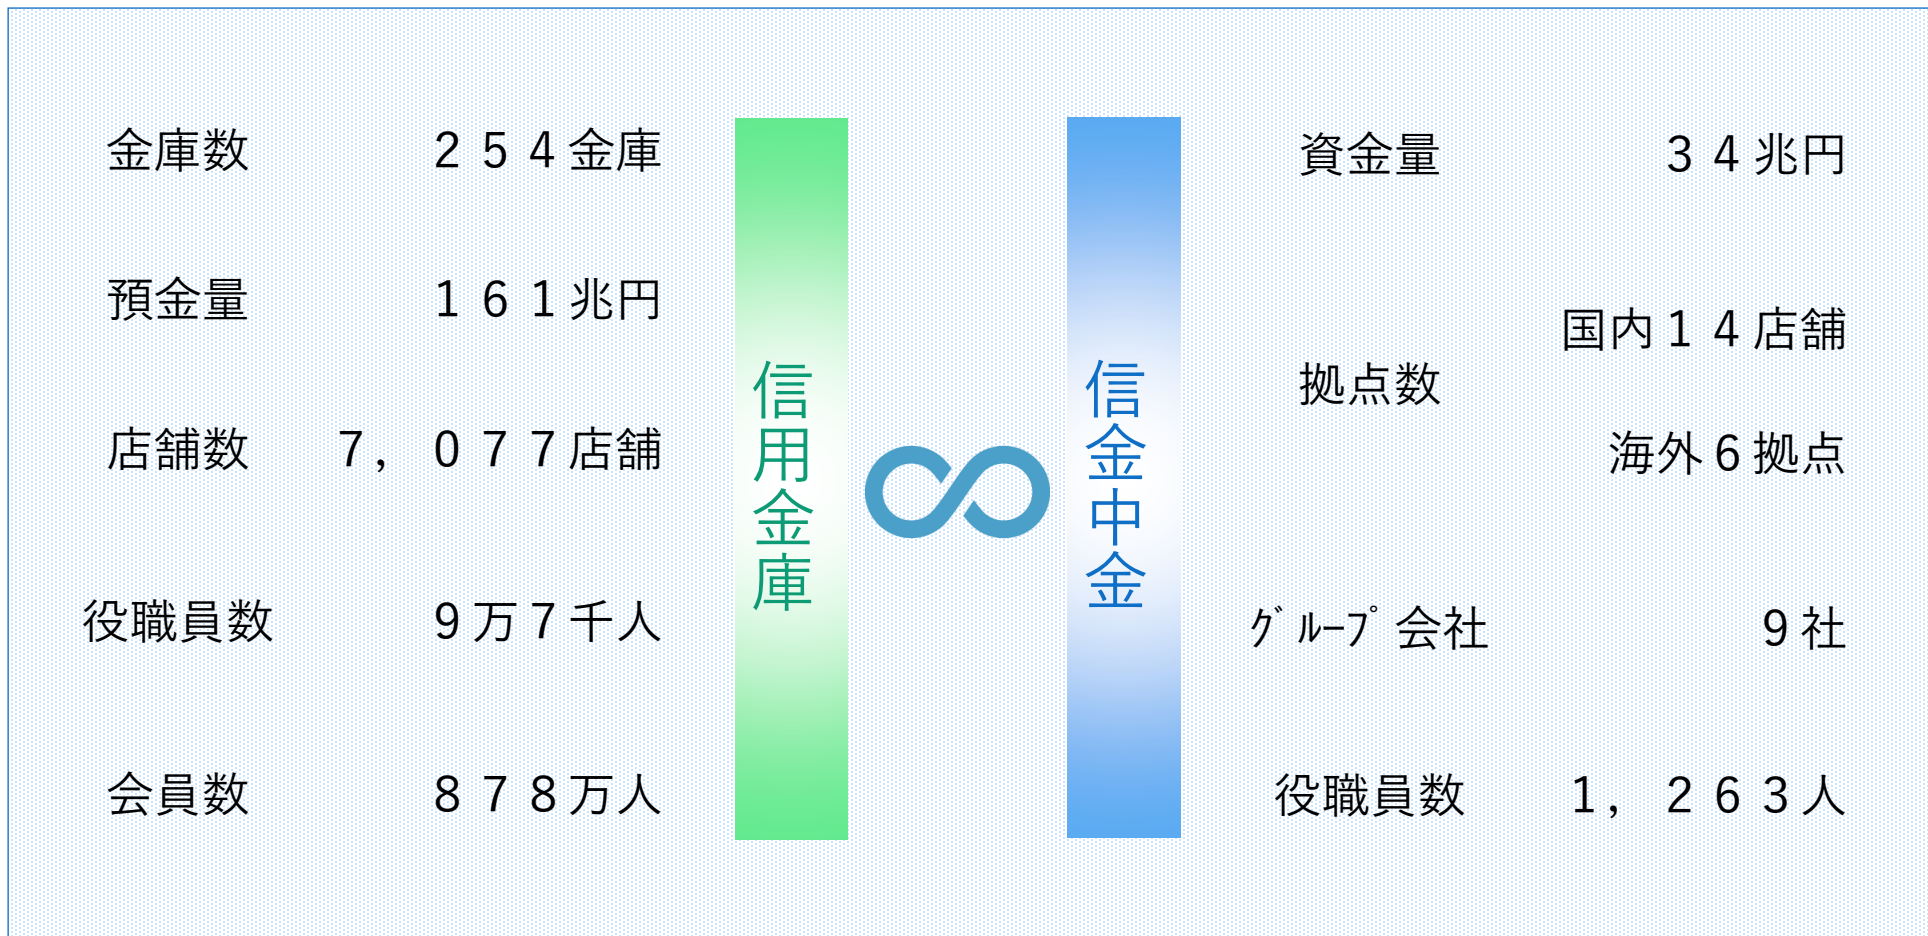 金庫数 ２５４金庫
預金量 １６１兆円
店舗数 ７，０７７店舗
役職員数 ９万７千人
会員数 ８７８万人
信用金庫
信金中金
資金量 ３４兆円
拠点数
国内１４店舗
海外６拠点
ｸﾞﾙｰﾌﾟ会社 ９社
役職員数 １，２６３人